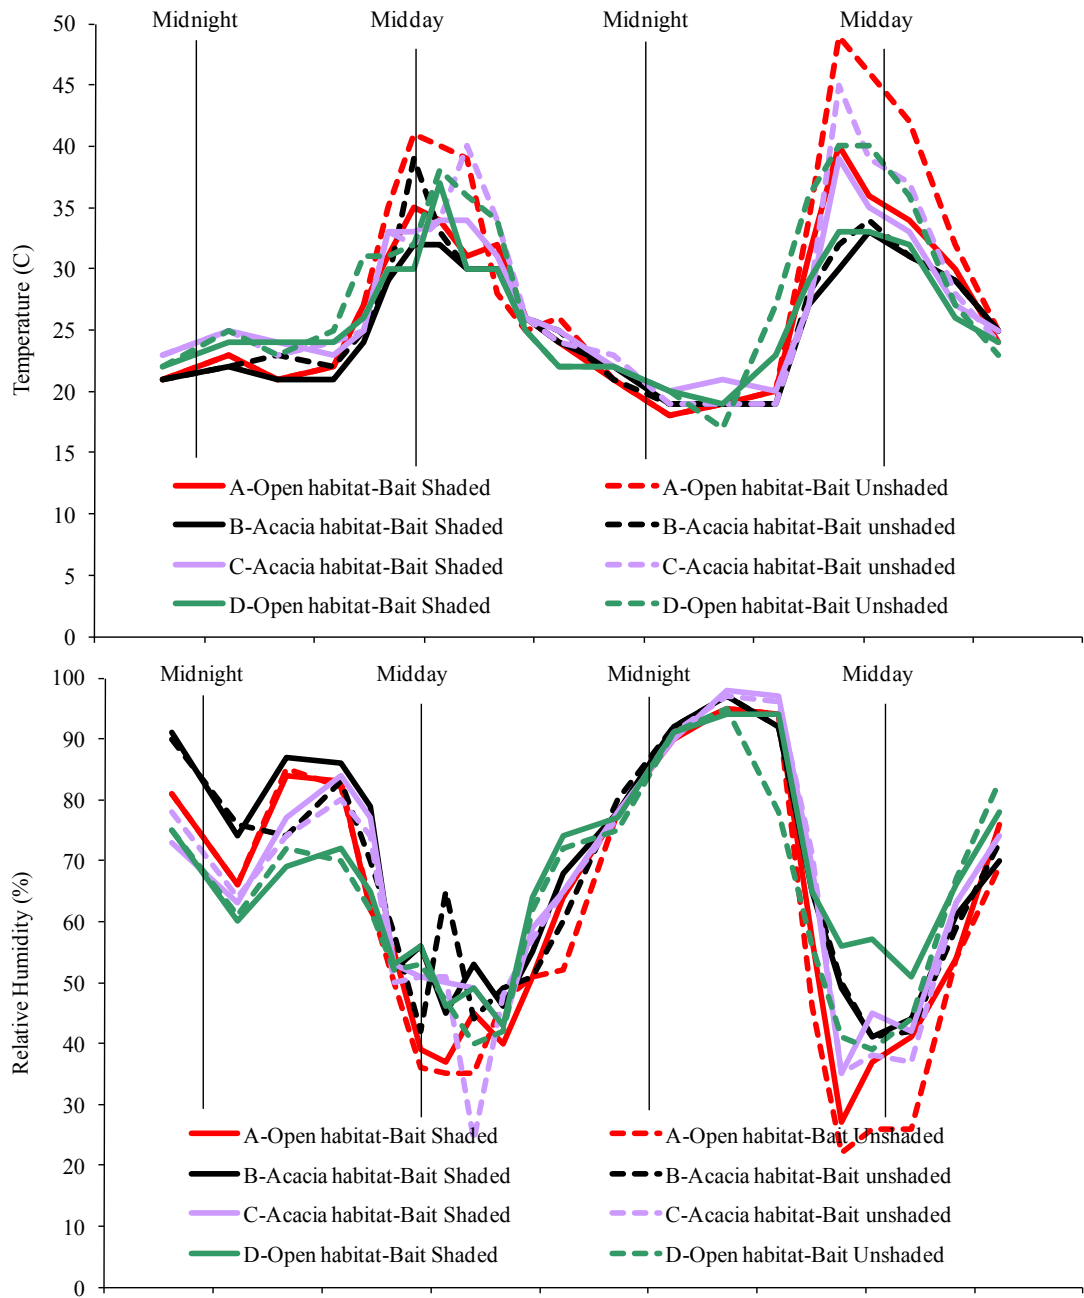 Midnight Midday Midnight Midday
50
45
40
35
30
25
20
15
10
5
0
Temperature (C)
A-Open habitat-Bait Shaded A-Open habitat-Bait Unshaded
B-Acacia habitat-Bait Shaded B-Acacia habitat-Bait unshaded
C-Acacia habitat-Bait Shaded C-Acacia habitat-Bait unshaded
D-Open habitat-Bait Shaded D-Open habitat-Bait Unshaded
Midnight Midday Midnight Midday
100
90
80
70
60
50
40
30
20
10
0
Relative Humidity (%)
A-Open habitat-Bait Shaded A-Open habitat-Bait Unshaded
B-Acacia habitat-Bait Shaded B-Acacia habitat-Bait unshaded
C-Acacia habitat-Bait Shaded C-Acacia habitat-Bait unshaded
D-Open habitat-Bait Shaded D-Open habitat-Bait Unshaded